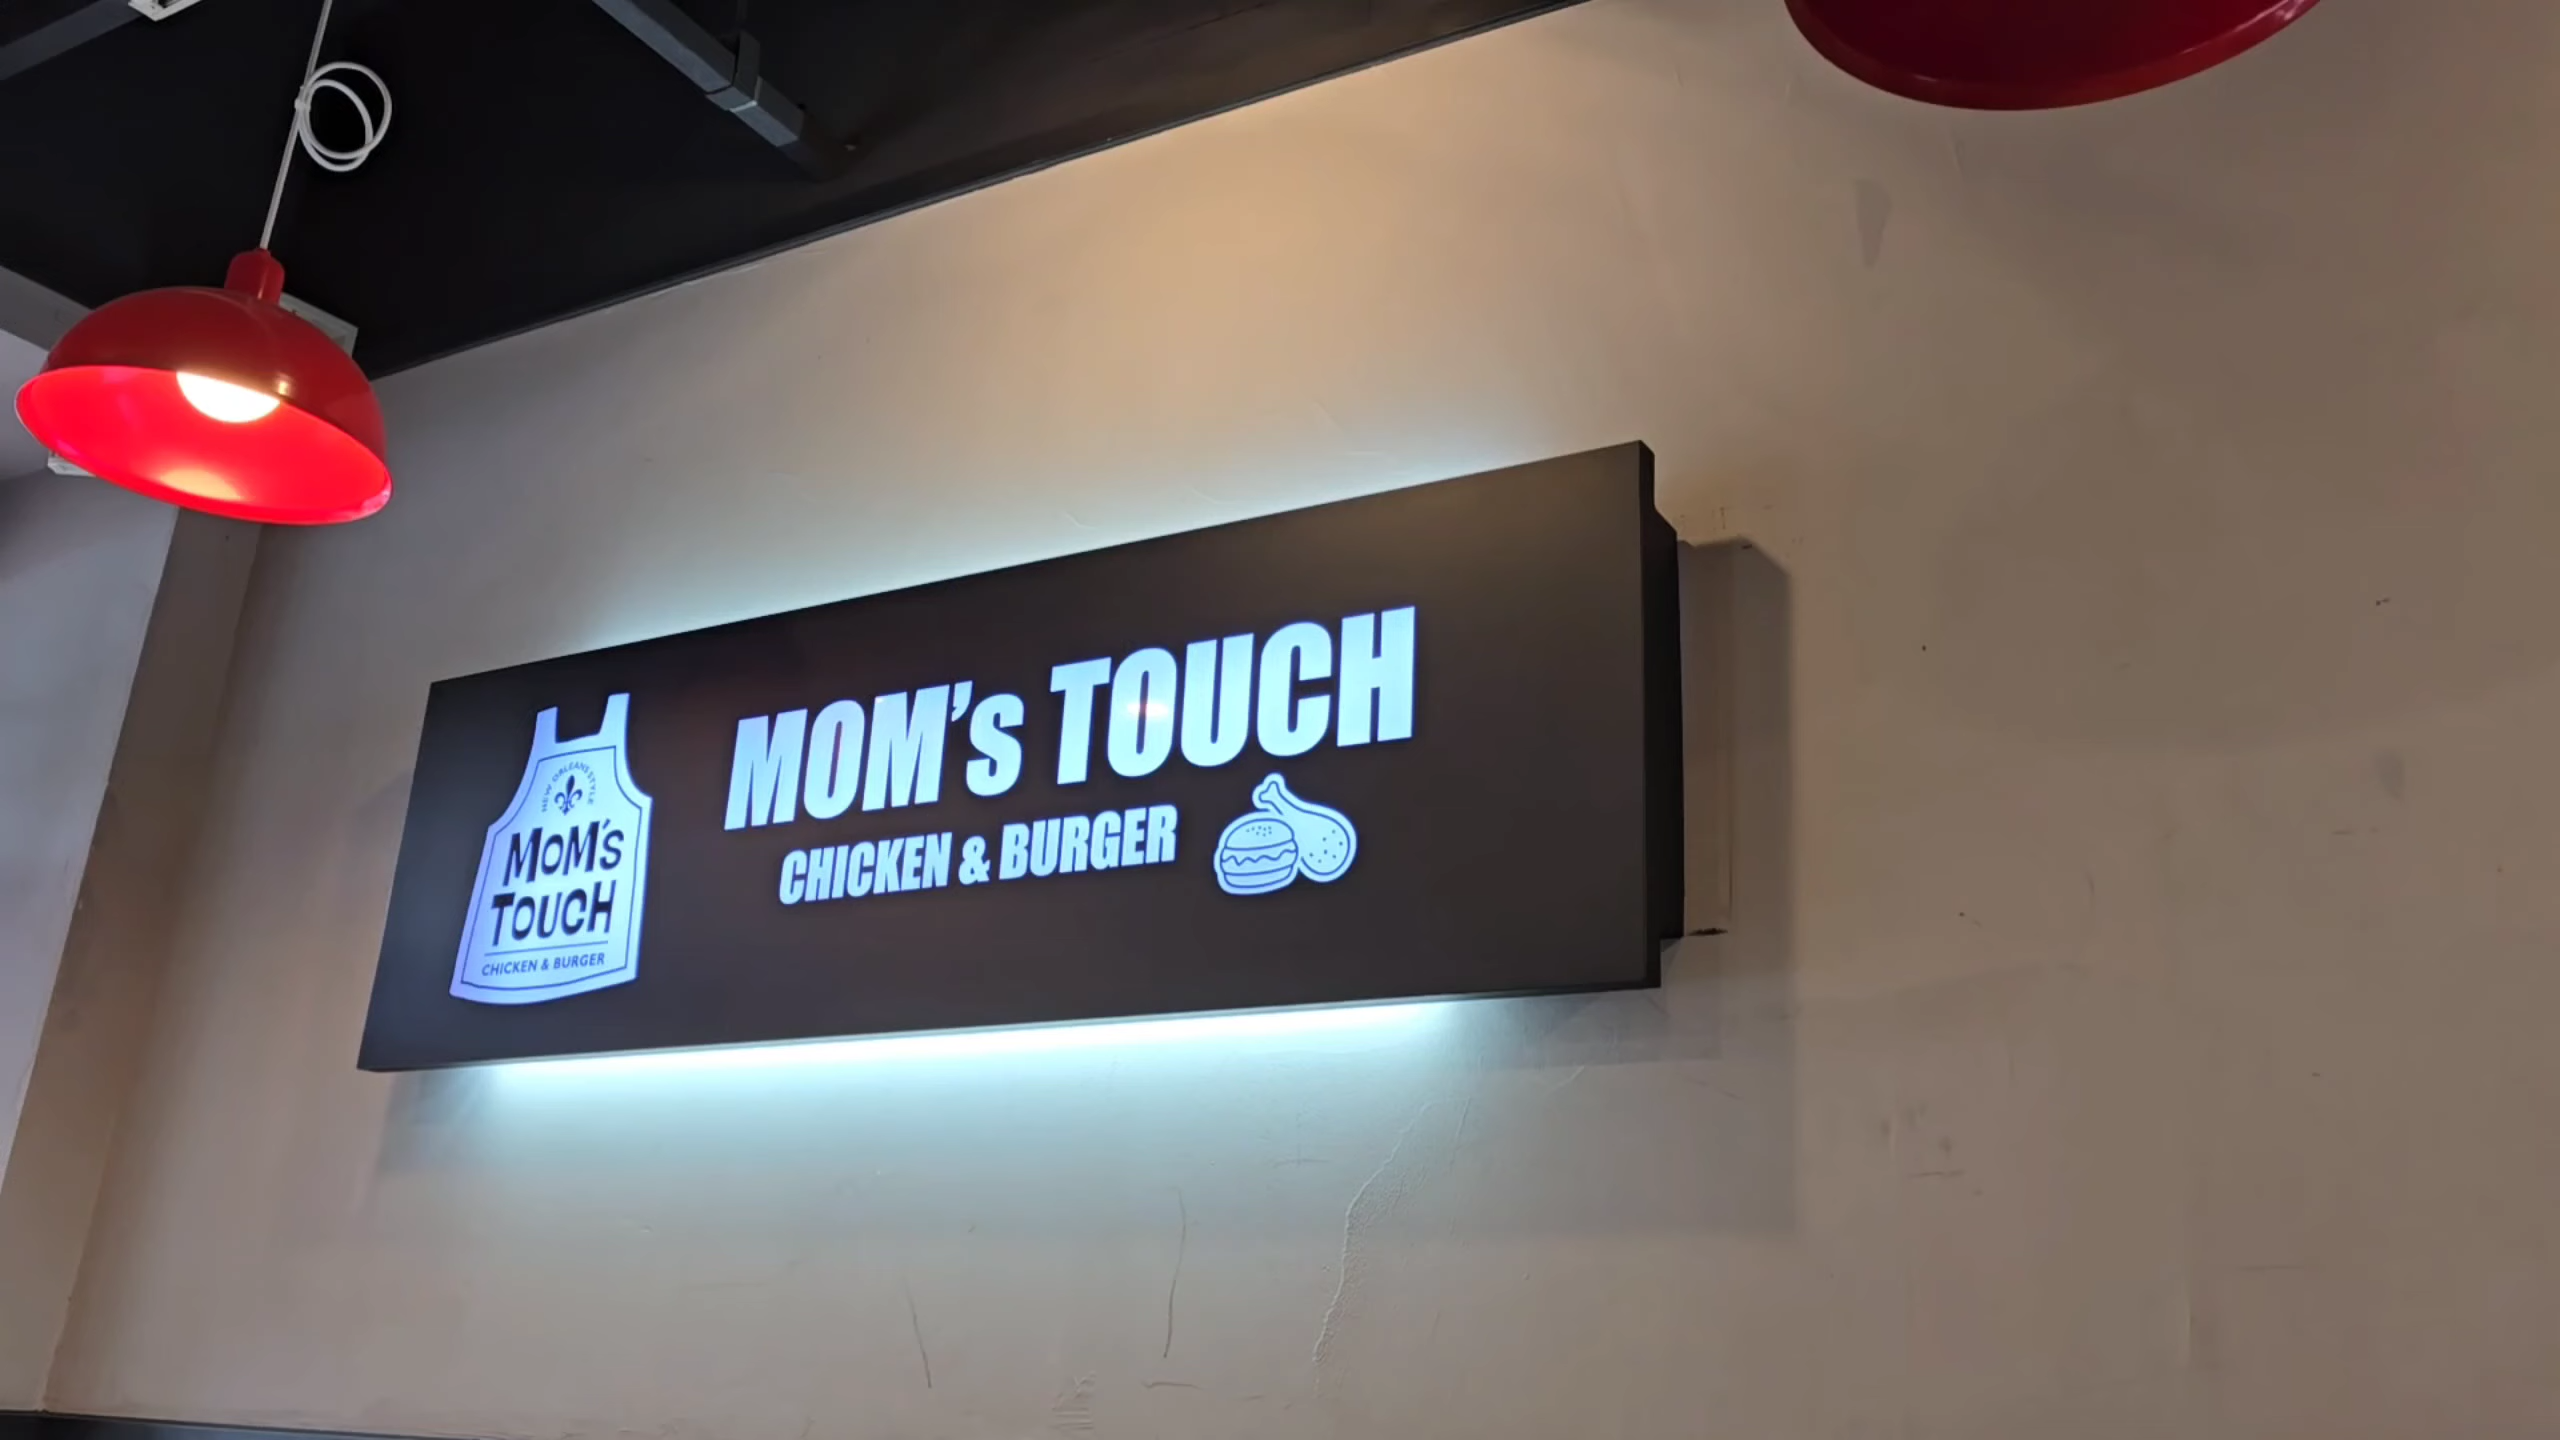 NEW ORLEANS STYLE
MOM'S
TOUCH
CHICKEN & BURGER
MOM's TOUCH
CHICKEN & BURGER